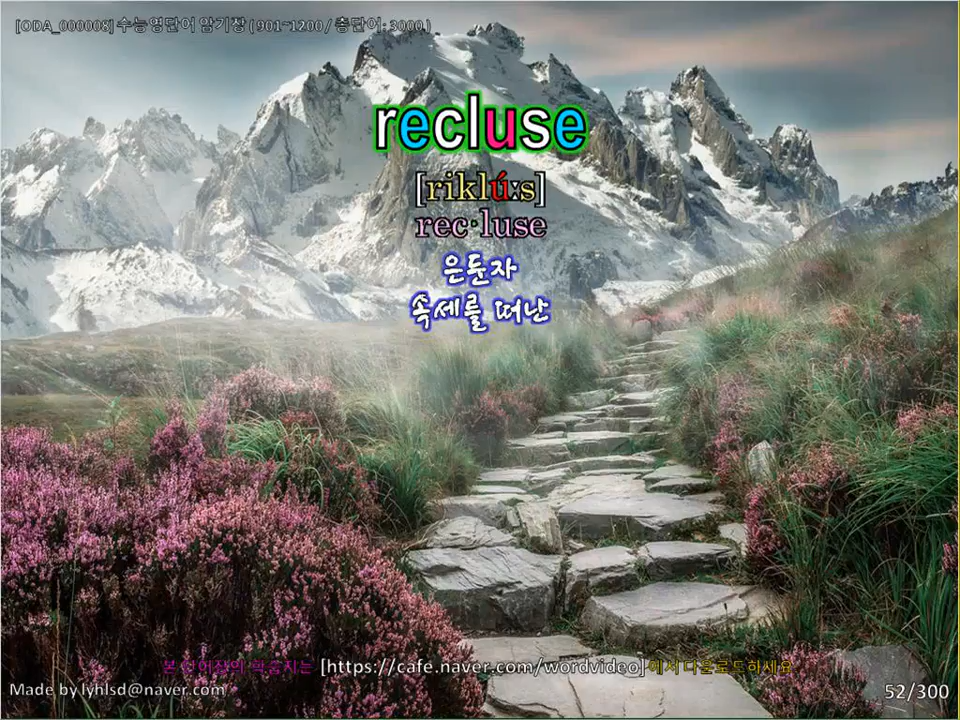 [ODA_000008] 수능영단어 암기장 (901~1200 / 총단어: 3000)
recluse
[riklúːs]
rec·luse
은둔자
속세를 떠난
본 단어장의 학습지는 [https://cafe.naver.com/wordvideo] 에서 다운로드하세요
Made by lyhlsd@naver.com
52/300